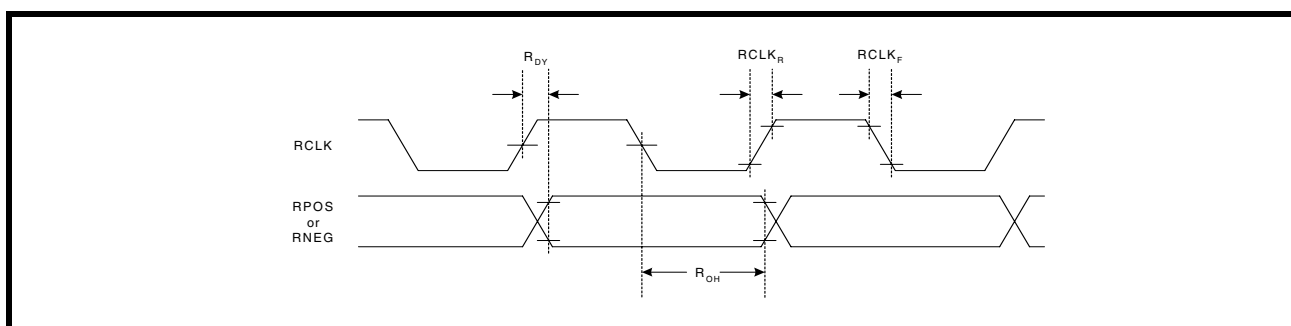 R_DY
RCLK_R
RCLK_F
RCLK
RPOS
or
RNEG
R_OH